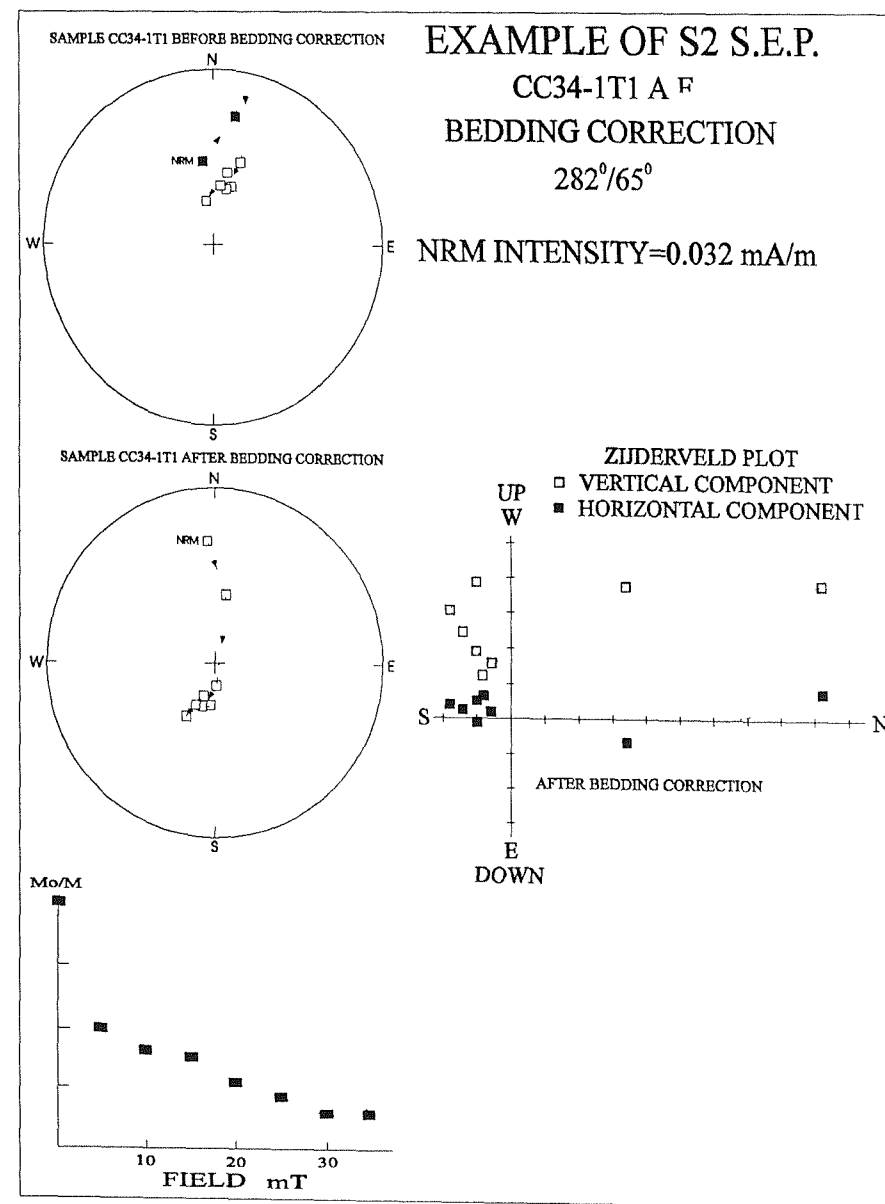 SAMPLE CC34-1T1 BEFORE BEDDING CORRECTION
N
NRM
W
E
S
EXAMPLE OF S2 S.E.P.
CC34-1T1 A F
BEDDING CORRECTION
282⁰/65⁰
NRM INTENSITY=0.032 mA/m
SAMPLE CC34-1T1 AFTER BEDDING CORRECTION
N
NRM
W
E
S
ZIJDERVELD PLOT
□ VERTICAL COMPONENT
■ HORIZONTAL COMPONENT
UP
W
S
N
AFTER BEDDING CORRECTION
E
DOWN
Mo/M
10 20 30
FIELD mT